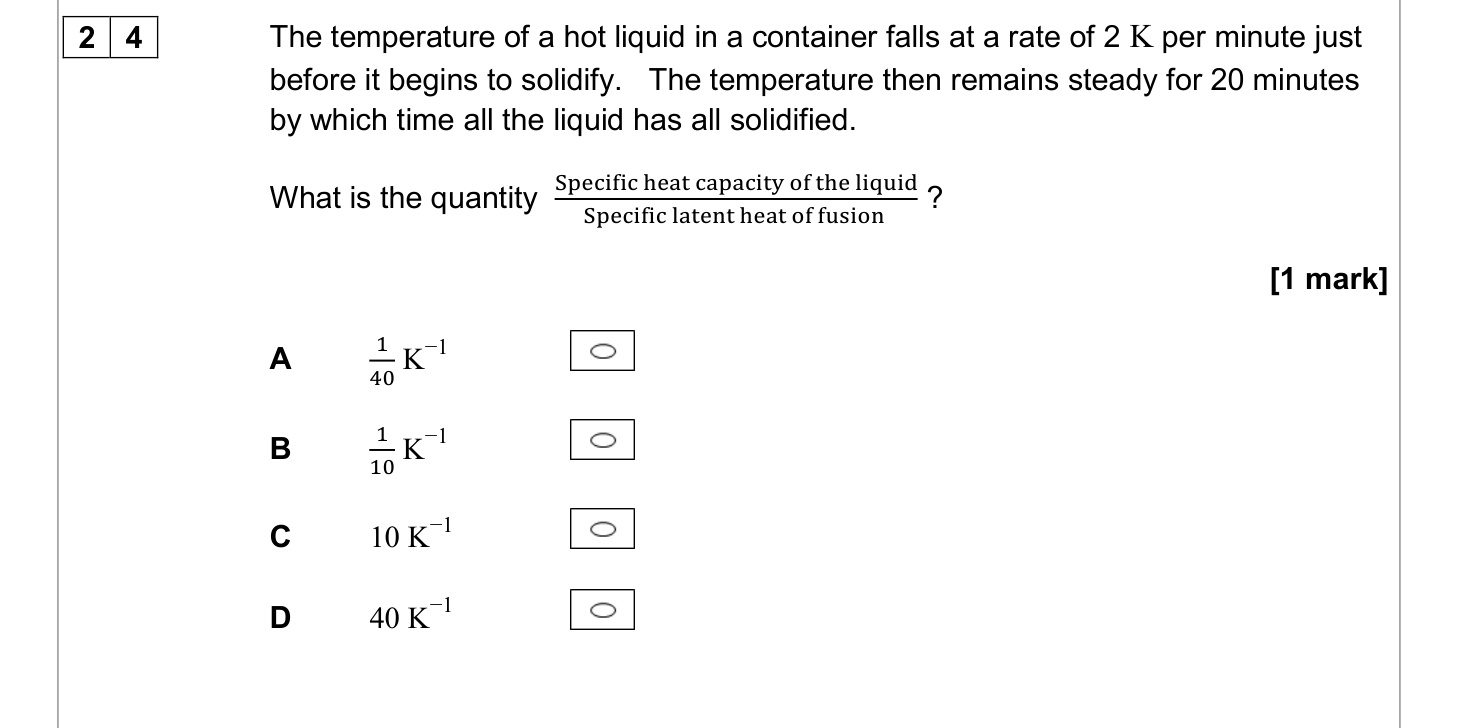 2 4
The temperature of a hot liquid in a container falls at a rate of 2 K per minute just
before it begins to solidify. The temperature then remains steady for 20 minutes
by which time all the liquid has all solidified.
What is the quantity Specific heat capacity of the liquid / Specific latent heat of fusion ?
[1 mark]
A 1/40 K⁻¹
B 1/10 K⁻¹
C 10 K⁻¹
D 40 K⁻¹